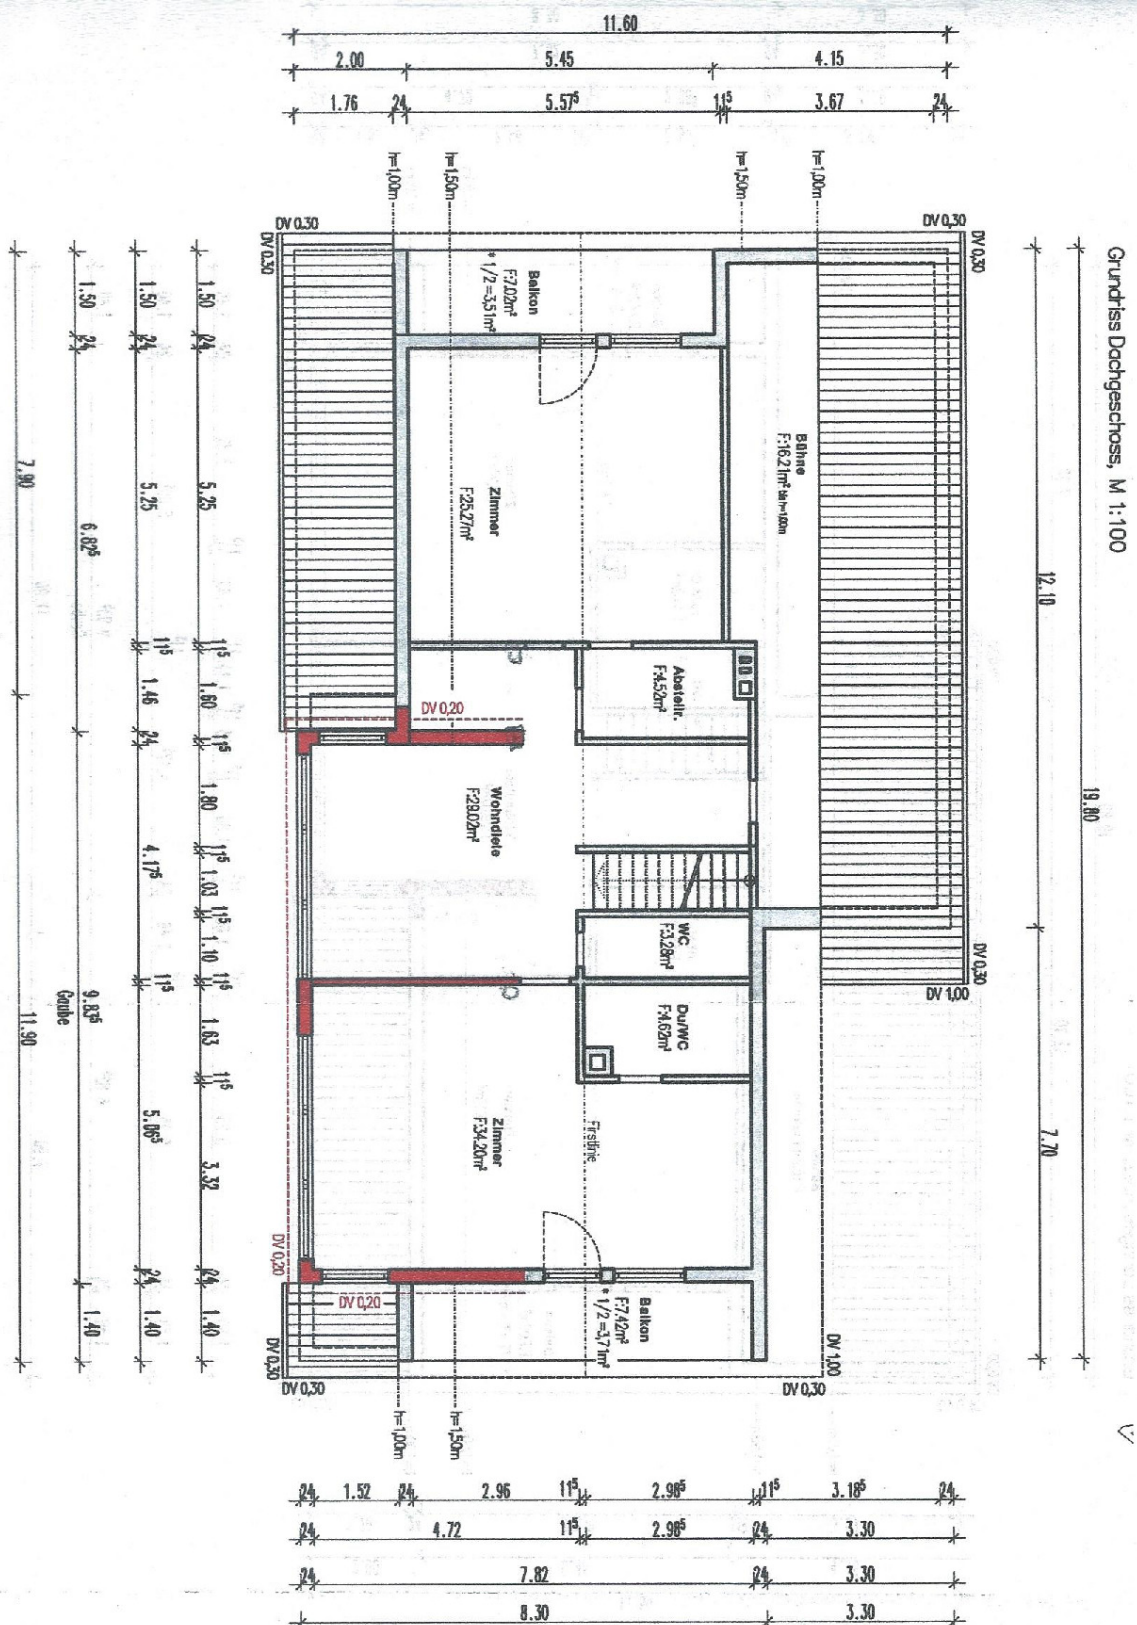 Grundriss Dachgeschoss, M 1:100
11.60
2.00 5.45 4.15
1.76 24 5.57⁵ 11⁵ 3.67 24
h=1,00m
h=1,50m
h=1,50m
h=1,00m
DV 0,30
DV 0,30
DV 0,30
DV 0,30
19.80
12.10 7.70
Balkon
F:7.02m²
* 1/2 =3,51m²
Bühne
F:16.21m² bis h=1.00m
Zimmer
F:25.27m²
Abstellr.
F:4.52m²
DV 0,20
Wohndiele
F:29.02m²
WC
F:3.28m²
Du/WC
F:4.62m²
Zimmer
F:34.20m²
Firstlinie
Balkon
F:7.42m²
* 1/2 =3,71m²
DV 0,30
DV 1,00
DV 0,20
DV 0,20
DV 0,30
DV 0,30
DV 1,00
DV 0,30
h=1,00m
h=1,50m
1.50 24 5.25 11⁵ 1.60 11⁵ 1.80 11⁵ 1.03 11⁵ 1.10 11⁵ 1.63 11⁵ 3.32 24 1.40
1.50 24 5.25 11⁵ 1.46 24 4.17⁵ 11⁵ 5.06⁵ 24 1.40
1.50 24 6.82⁵ 9.83⁵ 1.40
Gaube
7.90 11.90
24 1.52 24 2.96 11⁵ 2.98⁵ 11⁵ 3.18⁵ 24
24 4.72 11⁵ 2.98⁵ 24 3.30
24 7.82 24 3.30
8.30 3.30